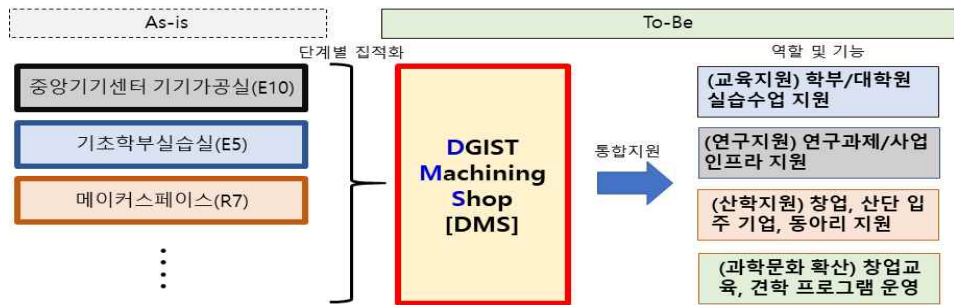 As-is
To-Be
단계별 집적화
역할 및 기능
중앙기기센터 기기가공실(E10)
기초학부실습실(E5)
메이커스페이스(R7)
DGIST
Machining
Shop
[DMS]
통합지원
(교육지원) 학부/대학원
실습수업 지원
(연구지원) 연구과제/사업
인프라 지원
(산학지원) 창업, 산단 입
주 기업, 동아리 지원
(과학문화 확산) 창업교
육, 견학 프로그램 운영